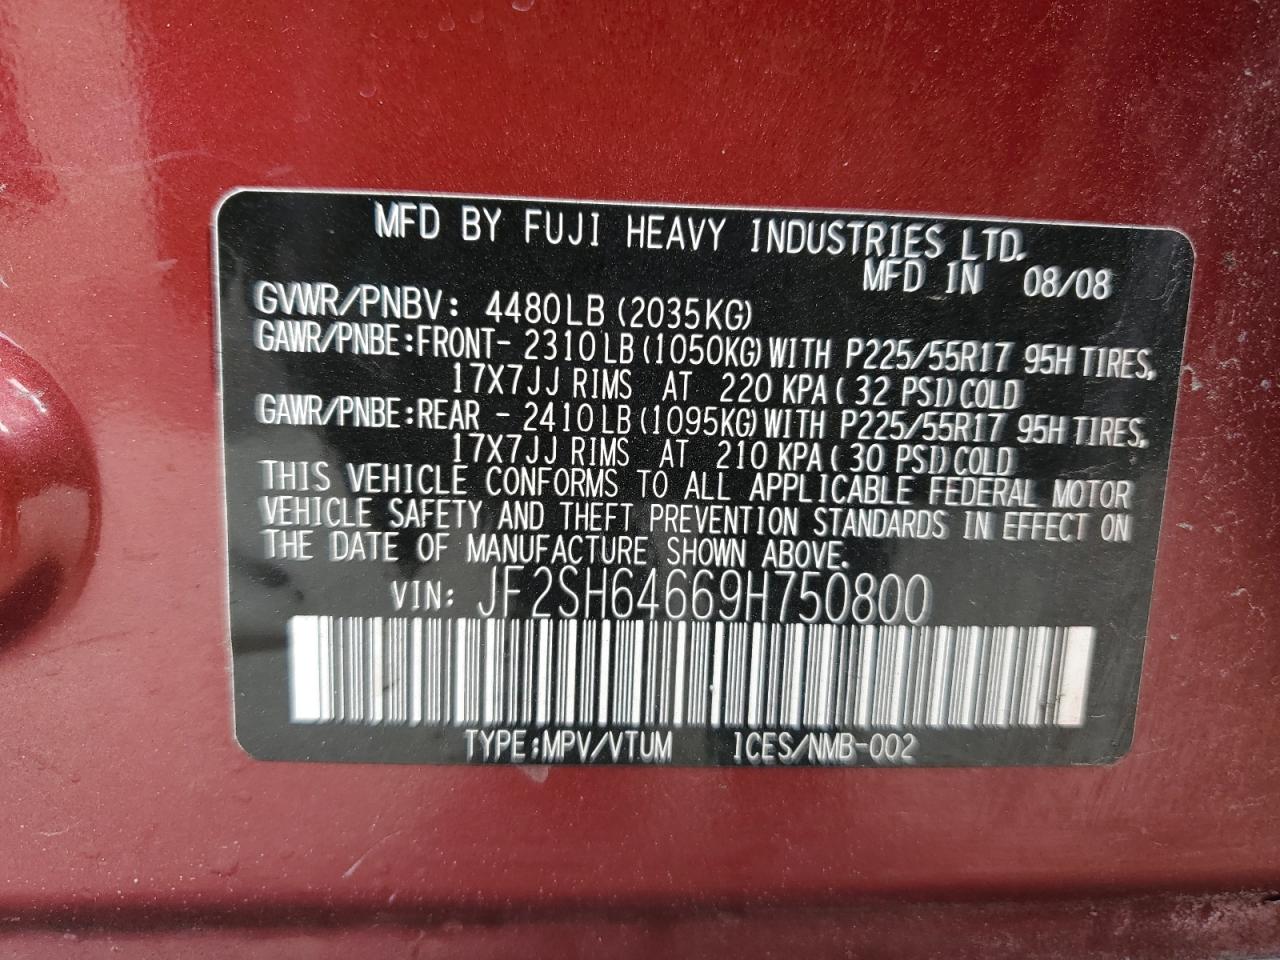 MFD BY FUJI HEAVY INDUSTRIES LTD.
MFD IN 08/08
GVWR/PNBV: 4480LB (2035KG)
GAWR/PNBE:FRONT- 2310LB(1050KG)WITH P225/55R17 95H TIRES,
17X7JJ RIMS AT 220 KPA( 32 PSI)COLD
GAWR/PNBE:REAR - 2410LB(1095KG)WITH P225/55R17 95H TIRES,
17X7JJ RIMS AT 210 KPA( 30 PSI)COLD
THIS VEHICLE CONFORMS TO ALL APPLICABLE FEDERAL MOTOR
VEHICLE SAFETY AND THEFT PREVENTION STANDARDS IN EFFECT ON
THE DATE OF MANUFACTURE SHOWN ABOVE.
VIN: JF2SH64669H750800
TYPE:MPV/VTUM ICES/NMB-002